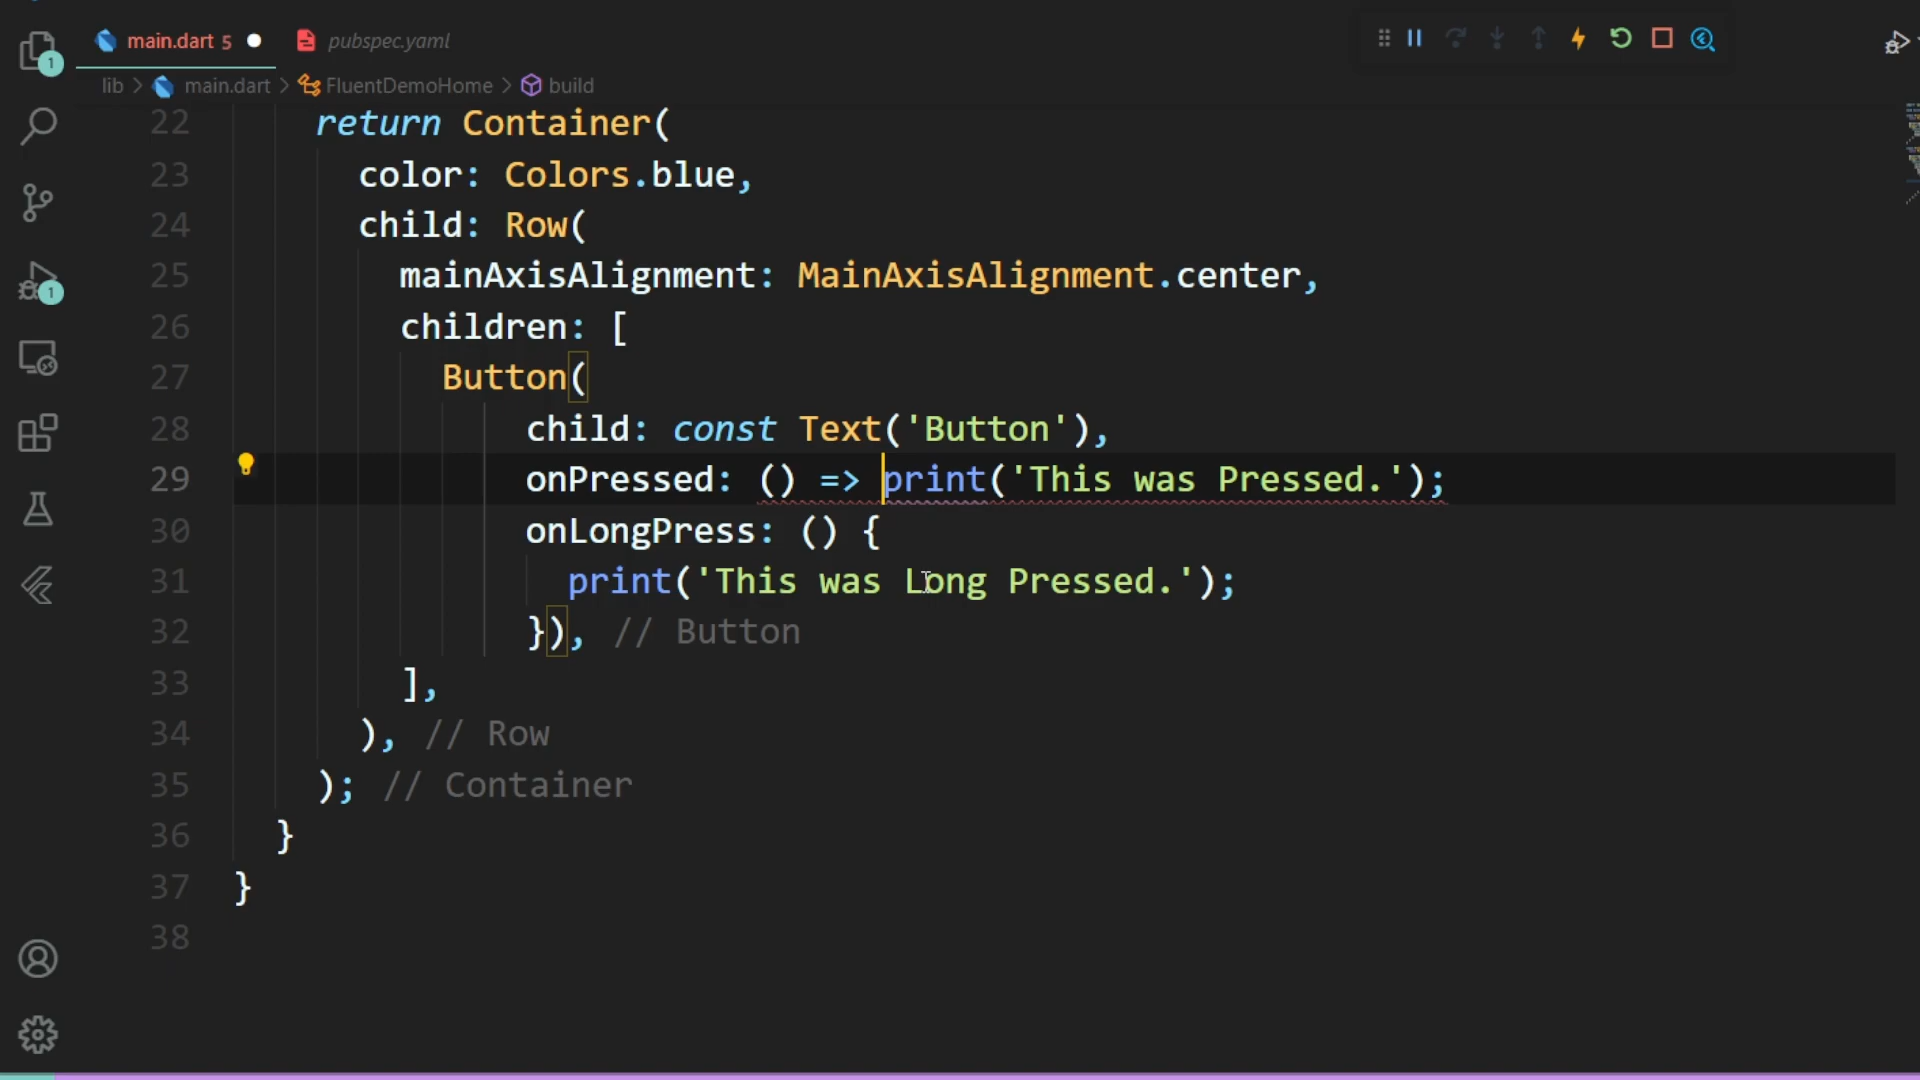 main.dart 5 pubspec.yaml
lib > main.dart > FluentDemoHome > build
22 return Container(
23 color: Colors.blue,
24 child: Row(
25 mainAxisAlignment: MainAxisAlignment.center,
26 children: [
27 Button(
28 child: const Text('Button'),
29 onPressed: () => print('This was Pressed.');
30 onLongPress: () {
31 print('This was Long Pressed.');
32 }), // Button
33 ],
34 ), // Row
35 ); // Container
36 }
37 }
38
1
1